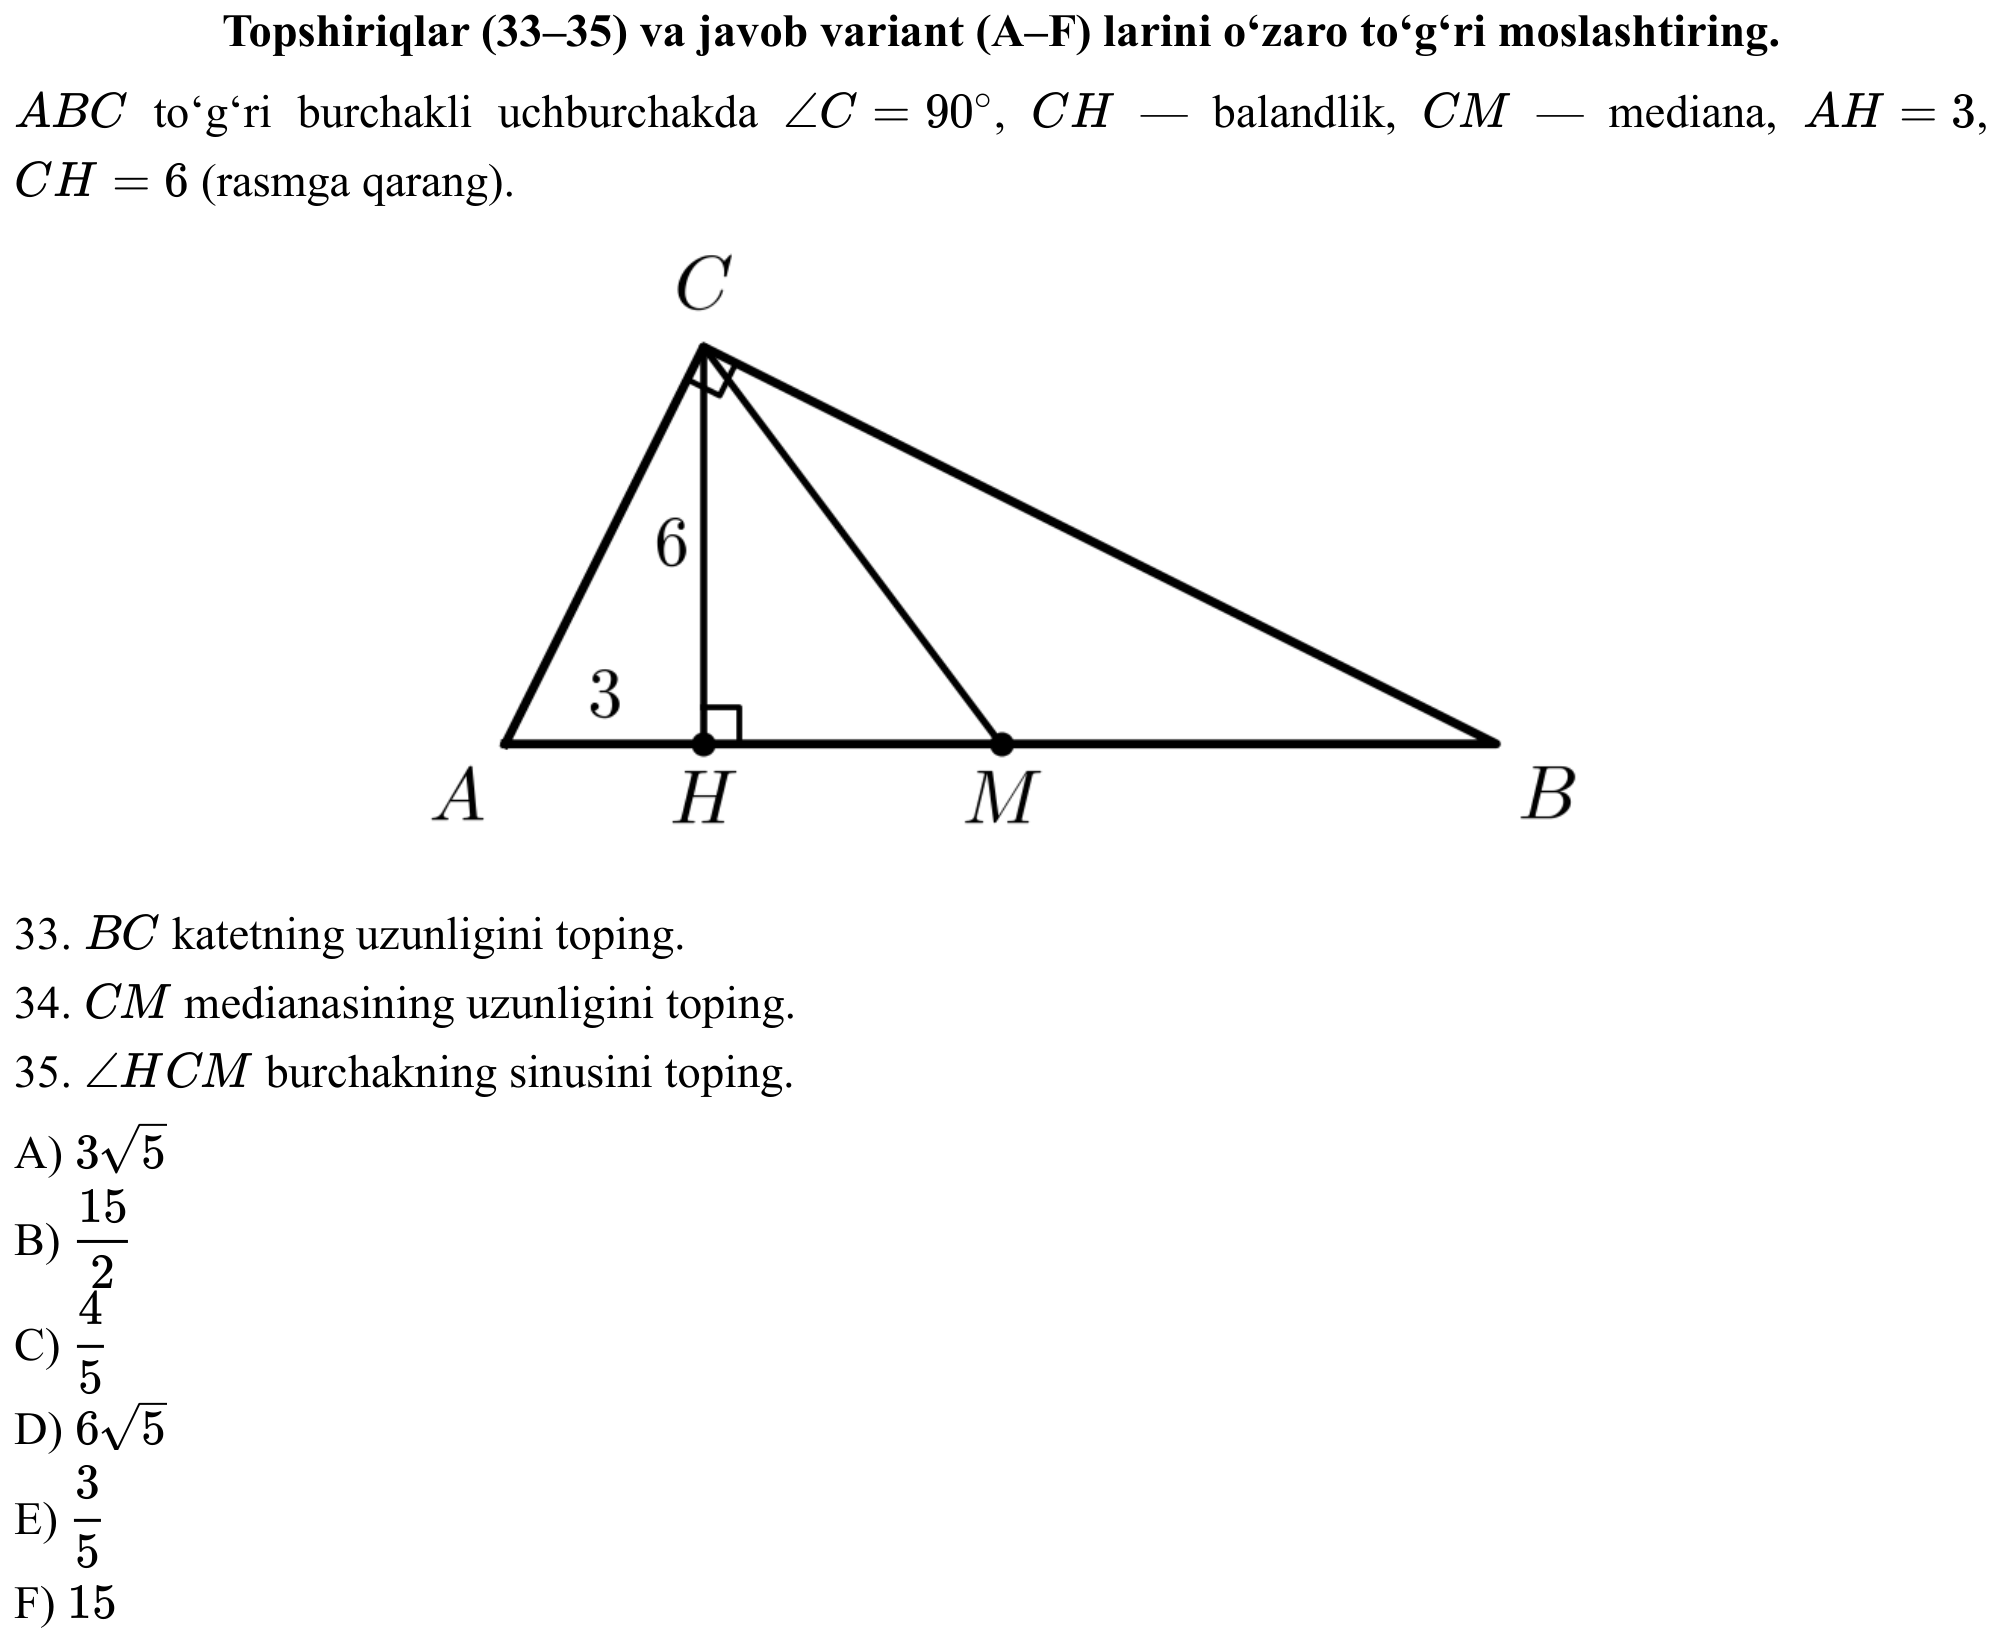 Topshiriqlar (33–35) va javob variant (A–F) larini o‘zaro to‘g‘ri moslashtiring.
ABC to‘g‘ri burchakli uchburchakda ∠C = 90°, CH — balandlik, CM — mediana, AH = 3,
CH = 6 (rasmga qarang).
C
6
3
A H M B
33. BC katetning uzunligini toping.
34. CM medianasining uzunligini toping.
35. ∠HCM burchakning sinusini toping.
A) 3√5
B) 15/2
C) 4/5
D) 6√5
E) 3/5
F) 15